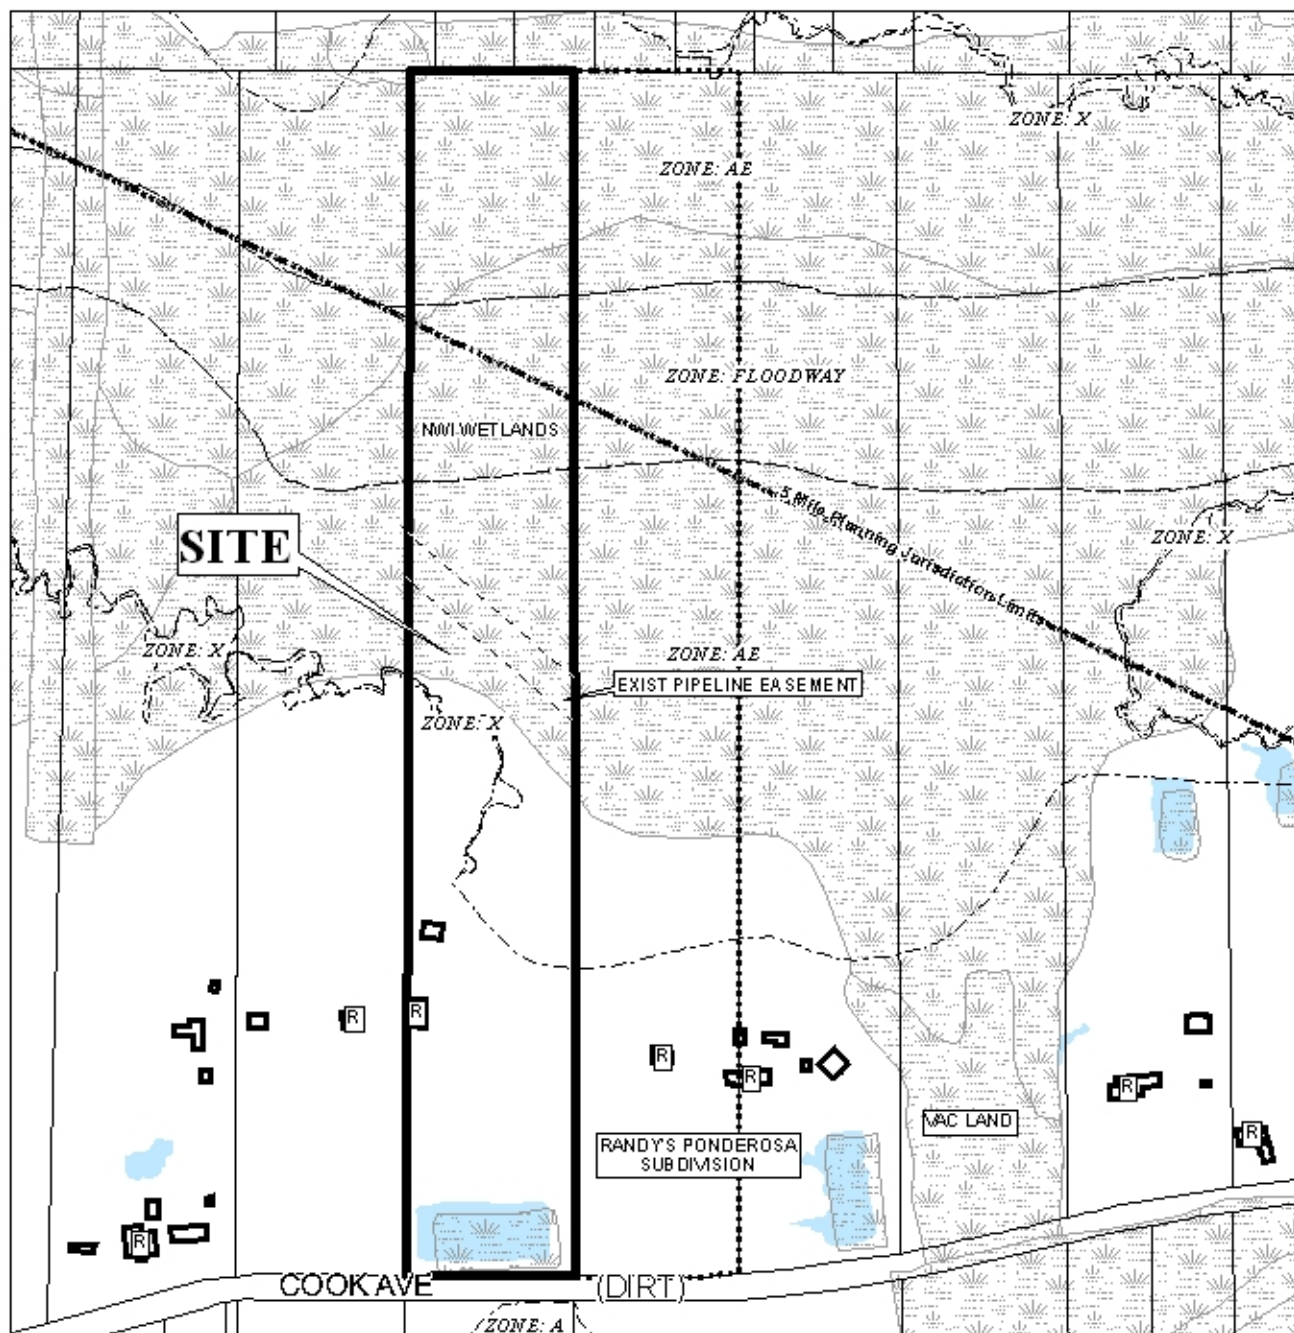 ZONE: X
ZONE: AE
ZONE: FLOODWAY
NWI WETLANDS
5 Mile Planning Jurisdiction Limits
SITE
ZONE: X
ZONE: X
ZONE: AE
EXIST PIPELINE EASEMENT
ZONE: X
R
R
R
R
R
VAC LAND
R
RANDY'S PONDEROSA
SUBDIVISION
R
COOK AVE (DIRT)
ZONE: A